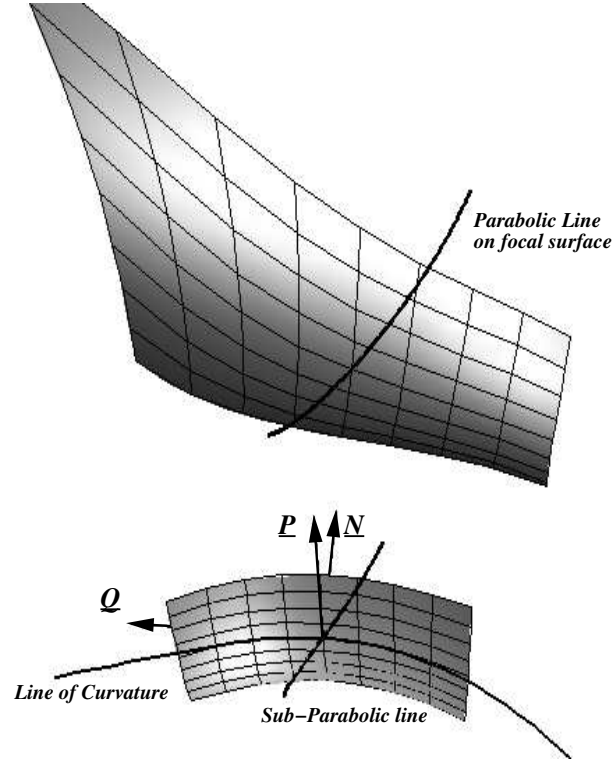 Parabolic Line
on focal surface
P
N
Q
Line of Curvature
Sub-Parabolic line